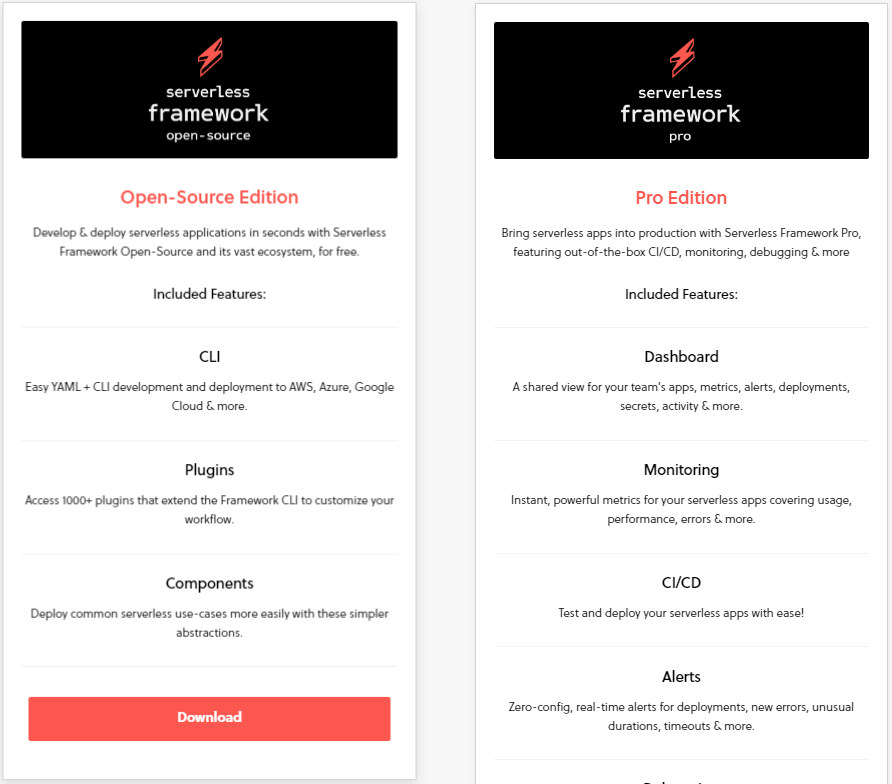 serverless
framework
open-source
Open-Source Edition
Develop & deploy serverless applications in seconds with Serverless
Framework Open-Source and its vast ecosystem, for free.
Included Features:
CLI
Easy YAML + CLI development and deployment to AWS, Azure, Google
Cloud & more.
Plugins
Access 1000+ plugins that extend the Framework CLI to customize your
workflow.
Components
Deploy common serverless use-cases more easily with these simpler
abstractions.
Download
serverless
framework
pro
Pro Edition
Bring serverless apps into production with Serverless Framework Pro,
featuring out-of-the-box CI/CD, monitoring, debugging & more
Included Features:
Dashboard
A shared view for your team's apps, metrics, alerts, deployments,
secrets, activity & more.
Monitoring
Instant, powerful metrics for your serverless apps covering usage,
performance, errors & more.
CI/CD
Test and deploy your serverless apps with ease!
Alerts
Zero-config, real-time alerts for deployments, new errors, unusual
durations, timeouts & more.